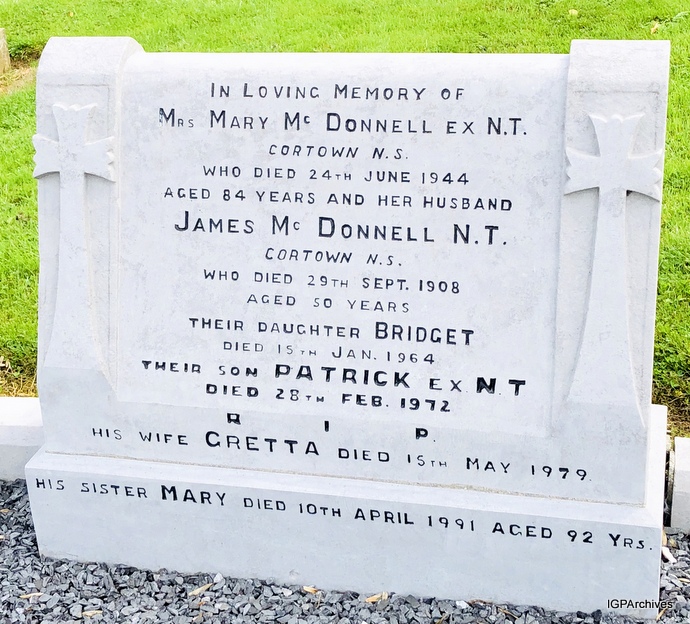 IN LOVING MEMORY OF
MRS MARY Mc DONNELL EX N.T.
CORTOWN N.S.
WHO DIED 24TH JUNE 1944
AGED 84 YEARS AND HER HUSBAND
JAMES Mc DONNELL N.T.
CORTOWN N.S.
WHO DIED 29TH SEPT. 1908
AGED 50 YEARS
THEIR DAUGHTER BRIDGET
DIED 15TH JAN. 1964
THEIR SON PATRICK EX N.T
DIED 28TH FEB. 1972
R I P.
HIS WIFE GRETTA DIED 15TH MAY 1979.
HIS SISTER MARY DIED 10TH APRIL 1991 AGED 92 YRS.
IGPArchives